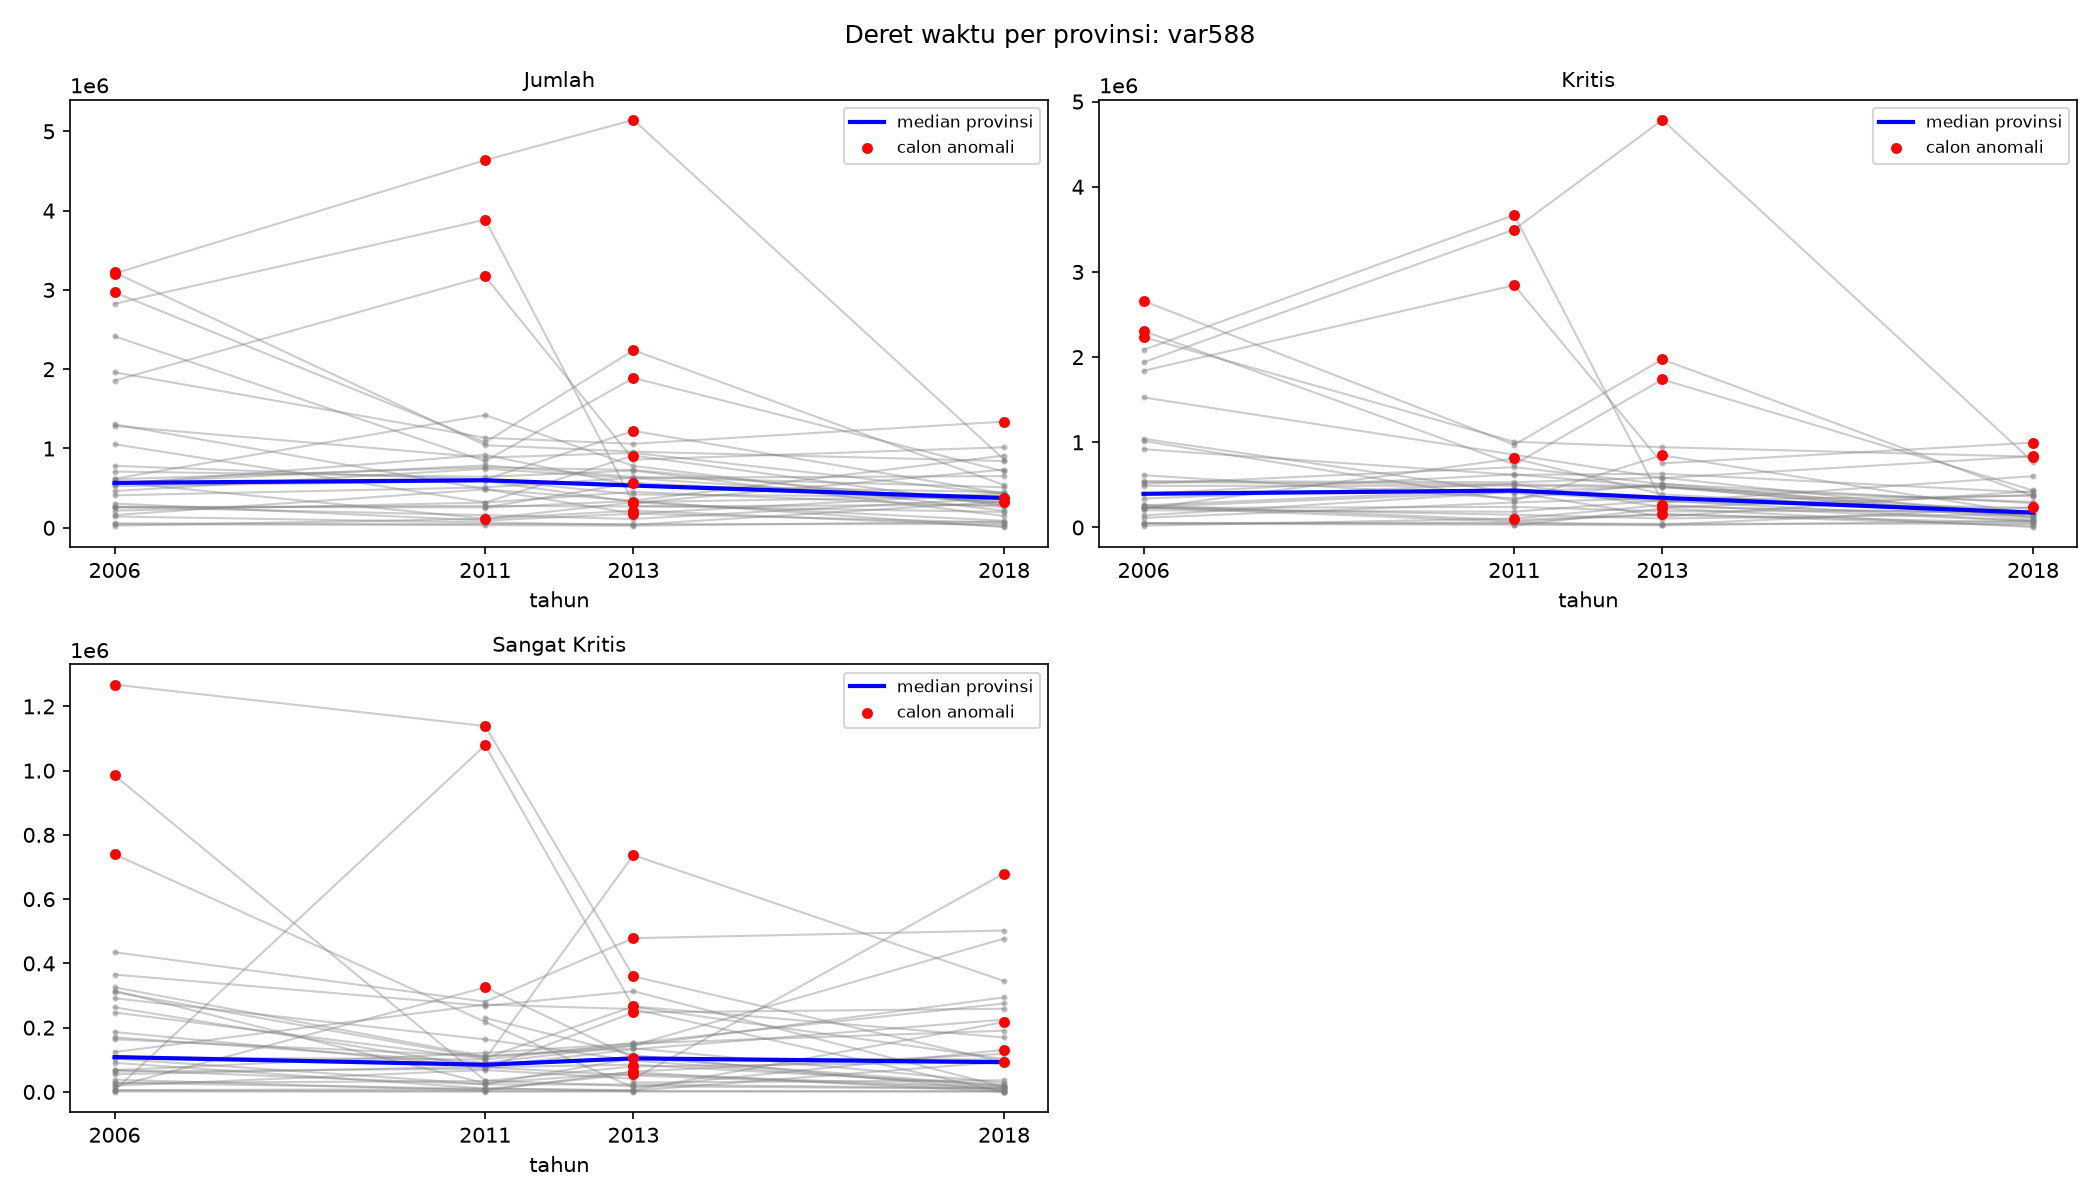 Deret waktu per provinsi: var588
Jumlah
1e6
median provinsi
calon anomali
5
4
3
2
1
0
2006
2011
2013
2018
tahun
Kritis
1e6
median provinsi
calon anomali
5
4
3
2
1
0
2006
2011
2013
2018
tahun
Sangat Kritis
1e6
median provinsi
calon anomali
1.2
1.0
0.8
0.6
0.4
0.2
0.0
2006
2011
2013
2018
tahun